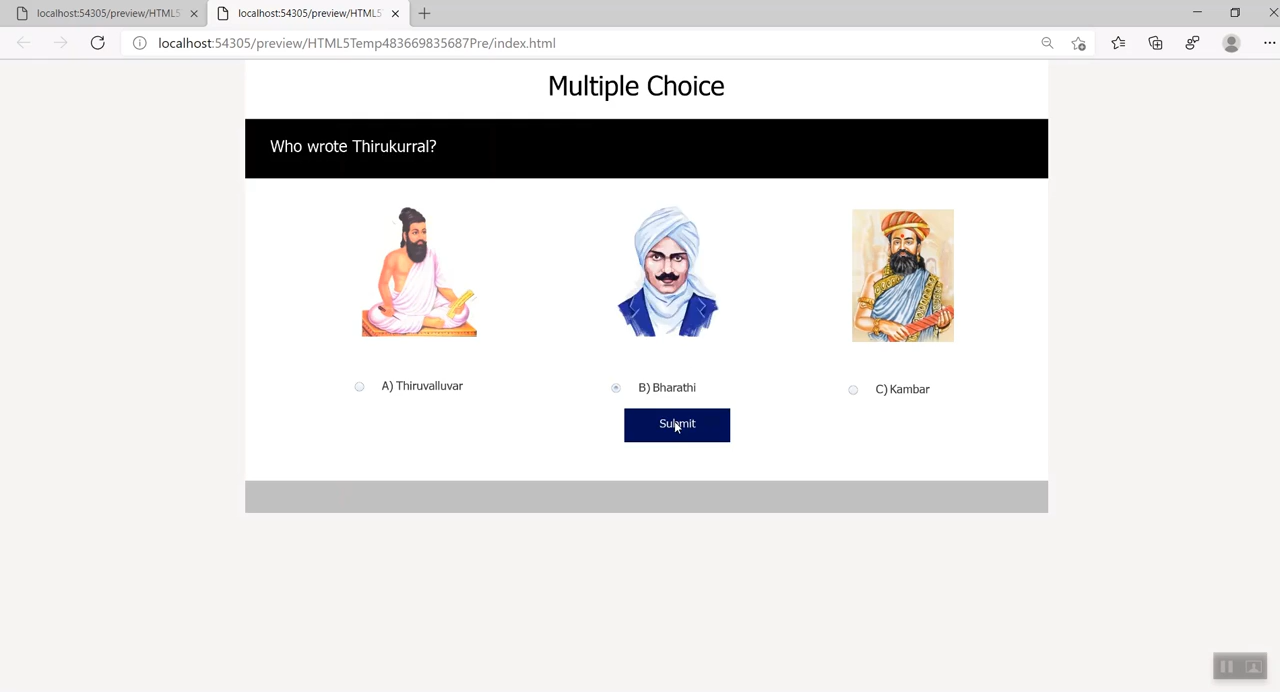 localhost:54305/preview/HTML5
localhost:54305/preview/HTML5
localhost:54305/preview/HTML5Temp483669835687Pre/index.html
Multiple Choice
Who wrote Thirukurral?
A) Thiruvalluvar
B) Bharathi
C) Kambar
Submit